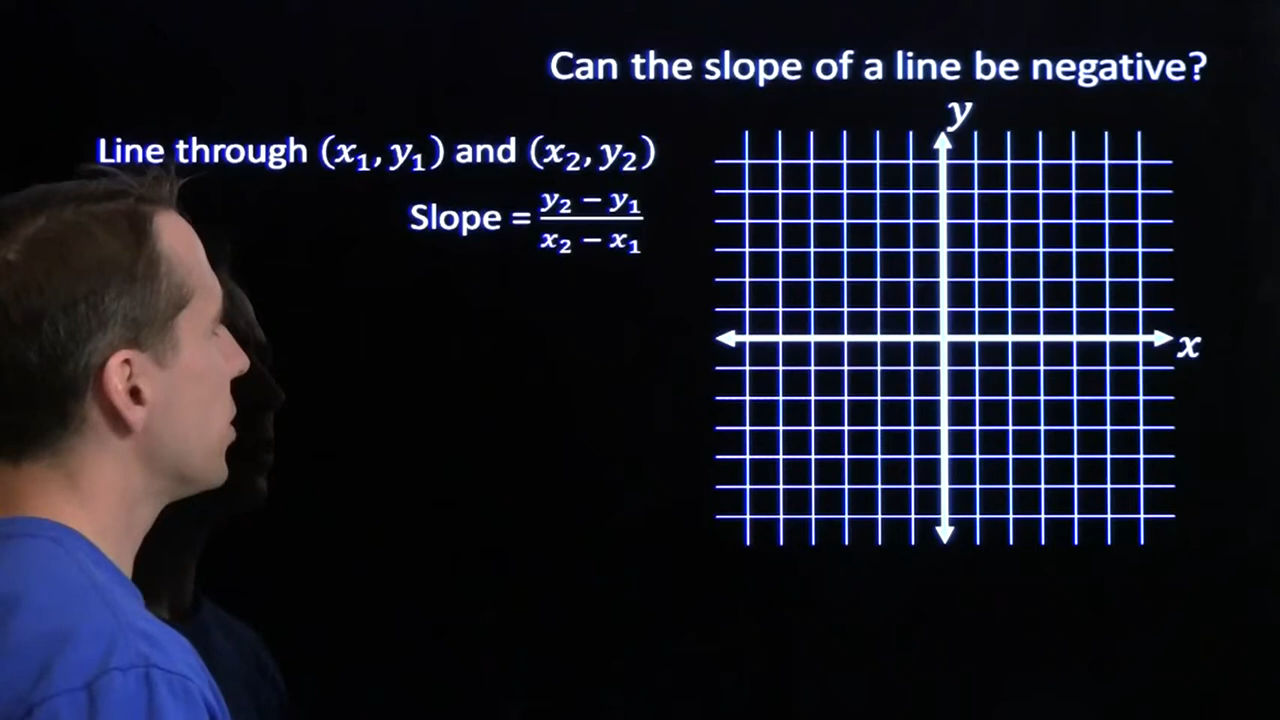 Can the slope of a line be negative?
y
Line through (x₁, y₁) and (x₂, y₂)
Slope = (y₂ − y₁)/(x₂ − x₁)
x